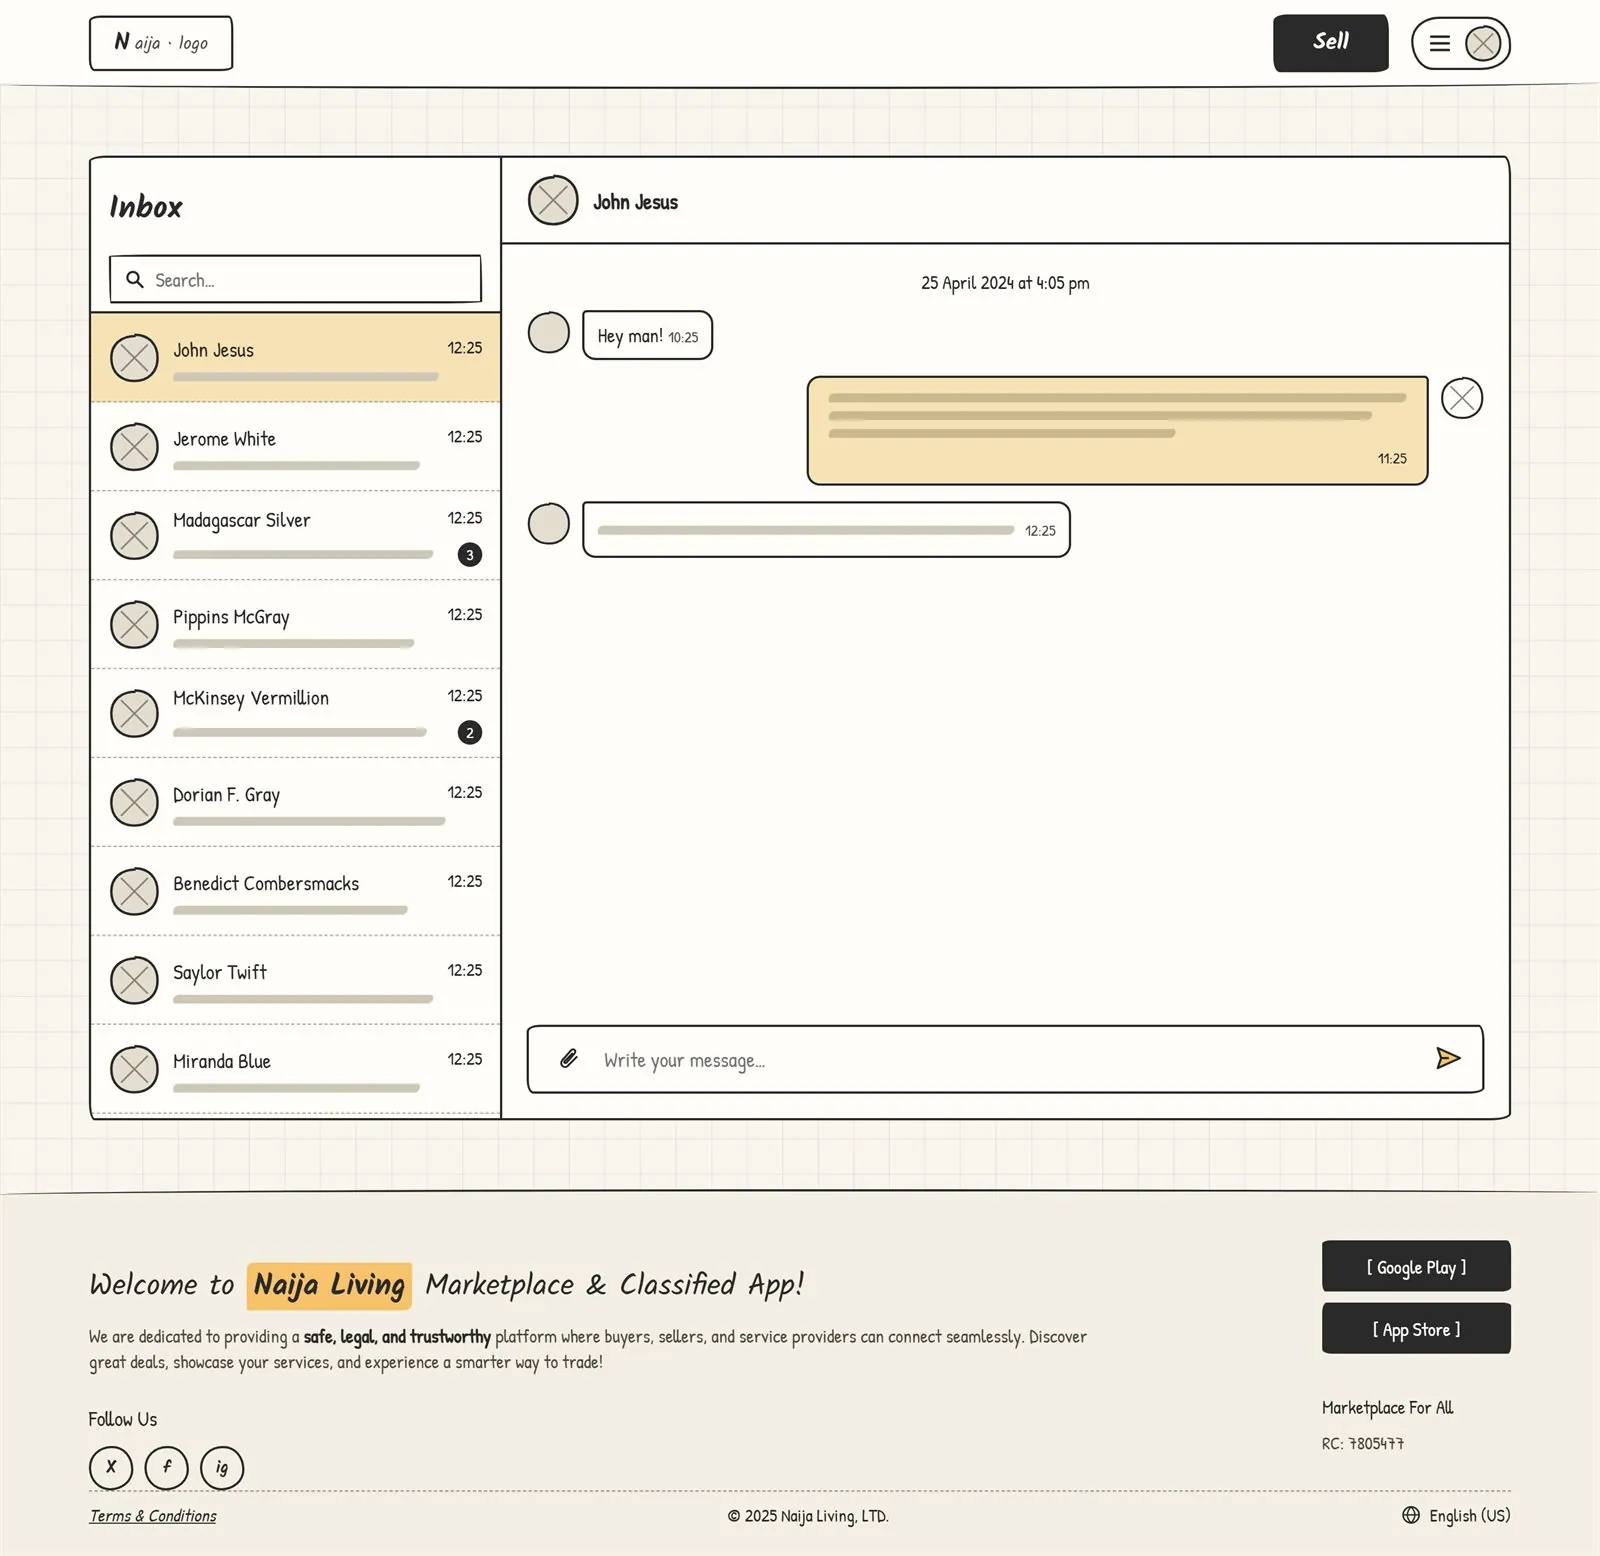 N aija · logo
Sell
Inbox
Search...
John Jesus 12:25
Jerome White 12:25
Madagascar Silver 12:25
3
Pippins McGray 12:25
McKinsey Vermillion 12:25
2
Dorian F. Gray 12:25
Benedict Combersmacks 12:25
Saylor Twift 12:25
Miranda Blue 12:25
John Jesus
25 April 2024 at 4:05 pm
Hey man! 10:25
11:25
12:25
Write your message...
Welcome to Naija Living Marketplace & Classified App!
We are dedicated to providing a safe, legal, and trustworthy platform where buyers, sellers, and service providers can connect seamlessly. Discover
great deals, showcase your services, and experience a smarter way to trade!
Follow Us
X f ig
[ Google Play ]
[ App Store ]
Marketplace For All
RC: 7805477
Terms & Conditions
© 2025 Naija Living, LTD.
English (US)